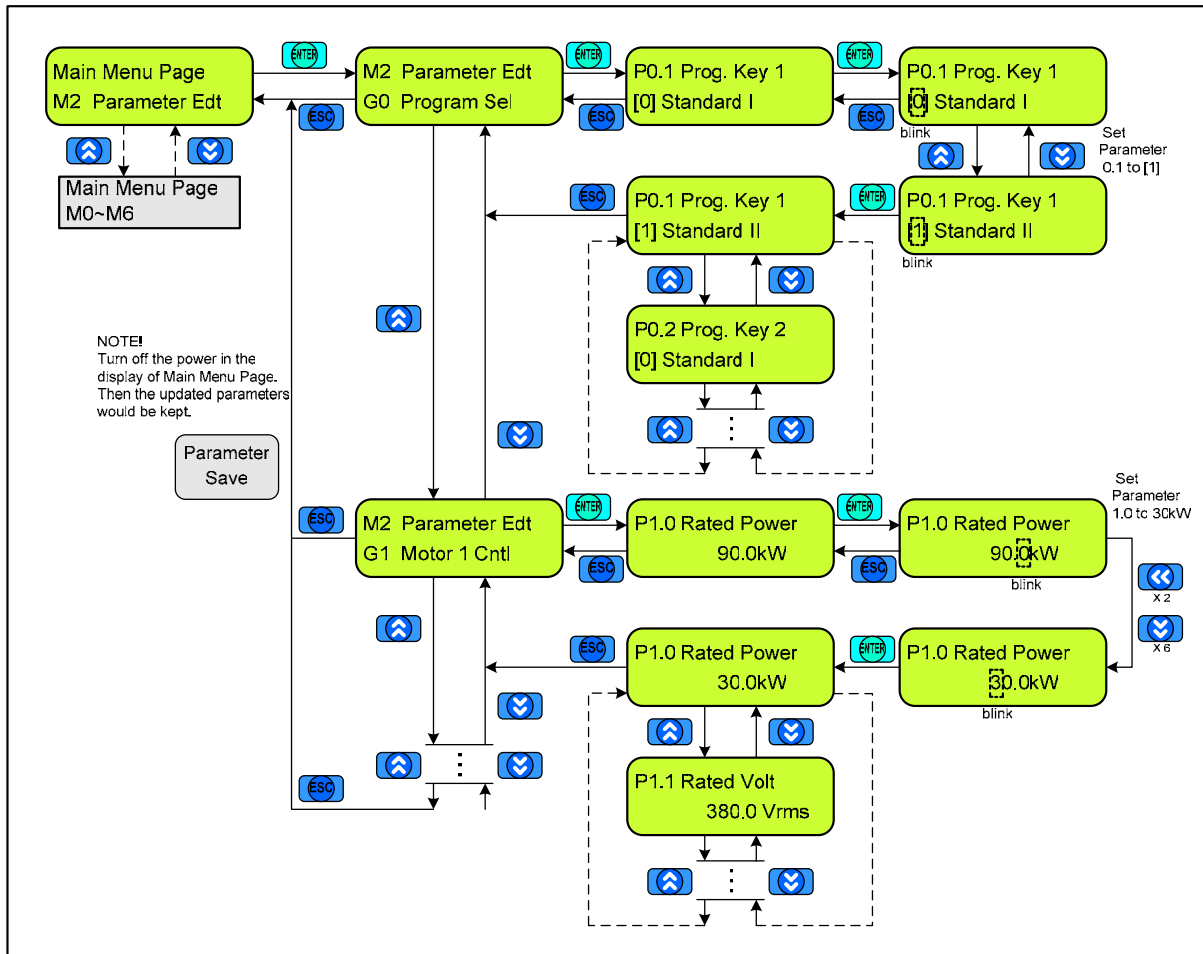 Main Menu Page
M2 Parameter Edt
ENTER
ESC
M2 Parameter Edt
G0 Program Sel
ENTER
ESC
P0.1 Prog. Key 1
[0] Standard I
ENTER
ESC
P0.1 Prog. Key 1
[0] Standard I
blink
Set
Parameter
0.1 to [1]
Main Menu Page
M0~M6
ESC
P0.1 Prog. Key 1
[1] Standard II
ENTER
P0.1 Prog. Key 1
[1] Standard II
blink
P0.2 Prog. Key 2
[0] Standard I
NOTE!
Turn off the power in the
display of Main Menu Page.
Then the updated parameters
would be kept.
Parameter
Save
ESC
M2 Parameter Edt
G1 Motor 1 Cntl
ENTER
ESC
P1.0 Rated Power
90.0kW
ENTER
ESC
P1.0 Rated Power
90.0kW
blink
Set
Parameter
1.0 to 30kW
X 2
X 6
ESC
P1.0 Rated Power
30.0kW
ENTER
P1.0 Rated Power
30.0kW
blink
ESC
P1.1 Rated Volt
380.0 Vrms